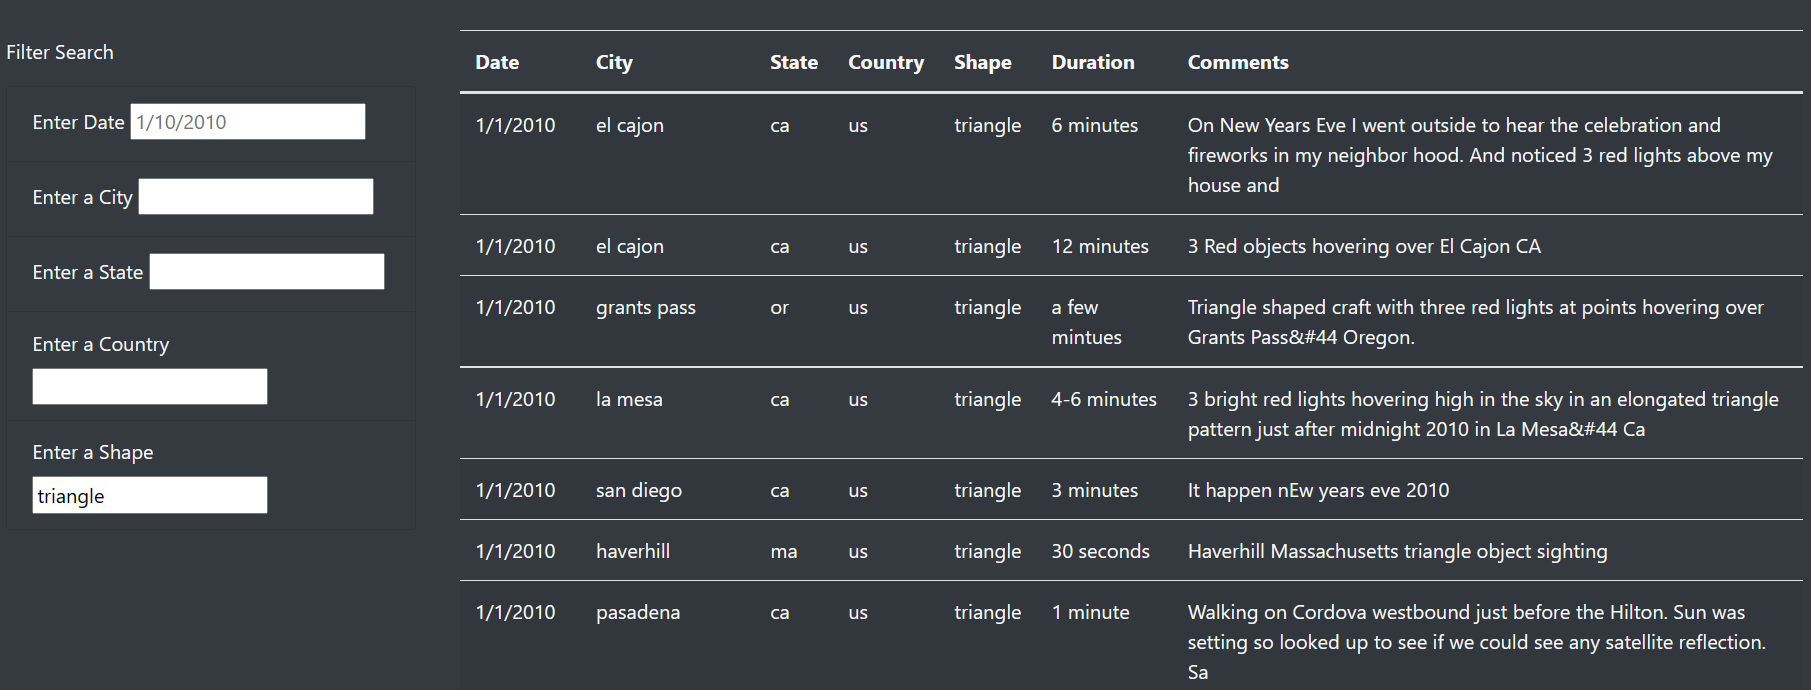 Filter Search
Enter Date 1/10/2010
Enter a City
Enter a State
Enter a Country
Enter a Shape
triangle
Date City State Country Shape Duration Comments
1/1/2010 el cajon ca us triangle 6 minutes On New Years Eve I went outside to hear the celebration and
fireworks in my neighbor hood. And noticed 3 red lights above my
house and
1/1/2010 el cajon ca us triangle 12 minutes 3 Red objects hovering over El Cajon CA
1/1/2010 grants pass or us triangle a few Triangle shaped craft with three red lights at points hovering over
mintues Grants Pass&#44 Oregon.
1/1/2010 la mesa ca us triangle 4-6 minutes 3 bright red lights hovering high in the sky in an elongated triangle
pattern just after midnight 2010 in La Mesa&#44 Ca
1/1/2010 san diego ca us triangle 3 minutes It happen nEw years eve 2010
1/1/2010 haverhill ma us triangle 30 seconds Haverhill Massachusetts triangle object sighting
1/1/2010 pasadena ca us triangle 1 minute Walking on Cordova westbound just before the Hilton. Sun was
setting so looked up to see if we could see any satellite reflection.
Sa